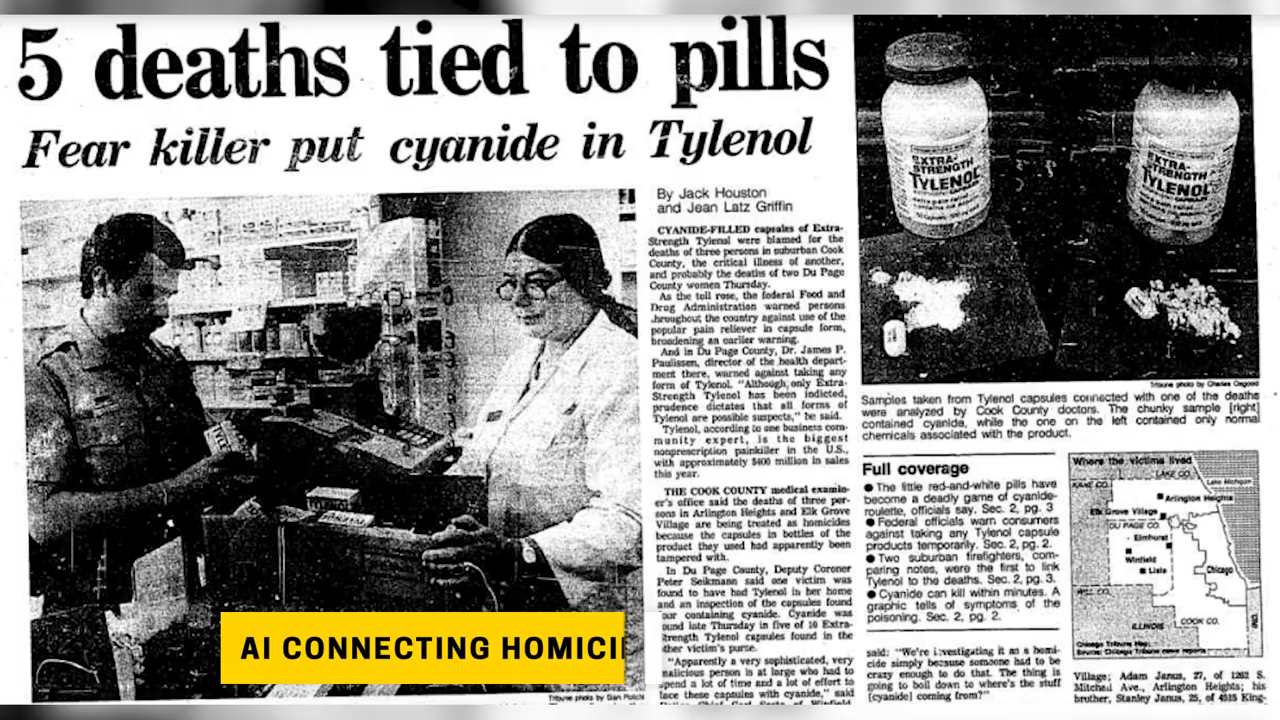 5 deaths tied to pills
Fear killer put cyanide in Tylenol
By Jack Houston
and Jean Latz Griffin
CYANIDE-FILLED capsules of Extra-
Strength Tylenol were blamed for the
deaths of three persons in suburban Cook
County, the critical illness of another,
and probably the deaths of two Du Page
County women Thursday.
As the toll rose, the federal Food and
Drug Administration warned persons
throughout the country against use of the
popular pain reliever in capsule form,
broadening an earlier warning.
And in Du Page County, Dr. James P.
Paulissen, director of the health depart-
ment there, warned against taking any
form of Tylenol. "Although only Extra-
Strength Tylenol has been indicted,
prudence dictates that all forms of
Tylenol are possible suspects," he said.
Tylenol, according to one business com-
munity expert, is the biggest
nonprescription painkiller in the U.S.,
with approximately $400 million in sales
this year.
THE COOK COUNTY medical examin-
er's office said the deaths of three per-
sons in Arlington Heights and Elk Grove
Village are being treated as homicides
because the capsules in bottles of the
product they used had apparently been
tampered with.
In Du Page County, Deputy Coroner
Peter Seikmann said one victim was
found to have had Tylenol in her home
and an inspection of the capsules found
four containing cyanide. Cyanide was
ound late Thursday in five of 10 Extra-
Strength Tylenol capsules found in the
ther victim's purse.
"Apparently a very sophisticated, very
malicious person is at large who had to
spend a lot of time and a lot of effort to
lace these capsules with cyanide," said
EXTRA-
STRENGTH
TYLENOL
EXTRA-
STRENGTH
TYLENOL
Tribune photo by Charles Osgood
Samples taken from Tylenol capsules connected with one of the deaths
were analyzed by Cook County doctors. The chunky sample [right]
contained cyanide, while the one on the left contained only normal
chemicals associated with the product.
Full coverage
● The little red-and-white pills have
become a deadly game of cyanide-
roulette, officials say. Sec. 2, pg. 3
● Federal officials warn consumers
against taking any Tylenol capsule
products temporarily. Sec. 2, pg. 2.
● Two suburban firefighters, com-
paring notes, were the first to link
Tylenol to the deaths. Sec. 2, pg. 3.
● Cyanide can kill within minutes. A
graphic tells of symptoms of the
poisoning. Sec. 2, pg. 2.
said: "We're investigating it as a homi-
cide simply because someone had to be
crazy enough to do that. The thing is
going to boil down to where's the stuff
[cyanide] coming from?"
Where the victims lived
LAKE CO.
Lake Michigan
KANE CO.
Arlington Heights
Elk Grove Village
DU PAGE CO.
Elmhurst
Winfield
Lisle
Chicago
WILL CO.
ILLINOIS
COOK CO.
IND.
Chicago Tribune Map;
Source: Chicago Tribune news reports
Village; Adam Janus, 27, of 1262 S.
Mitchell Ave., Arlington Heights; his
brother, Stanley Janus, 25, of 4515 King-
AI CONNECTING HOMICI
Tribune photo by